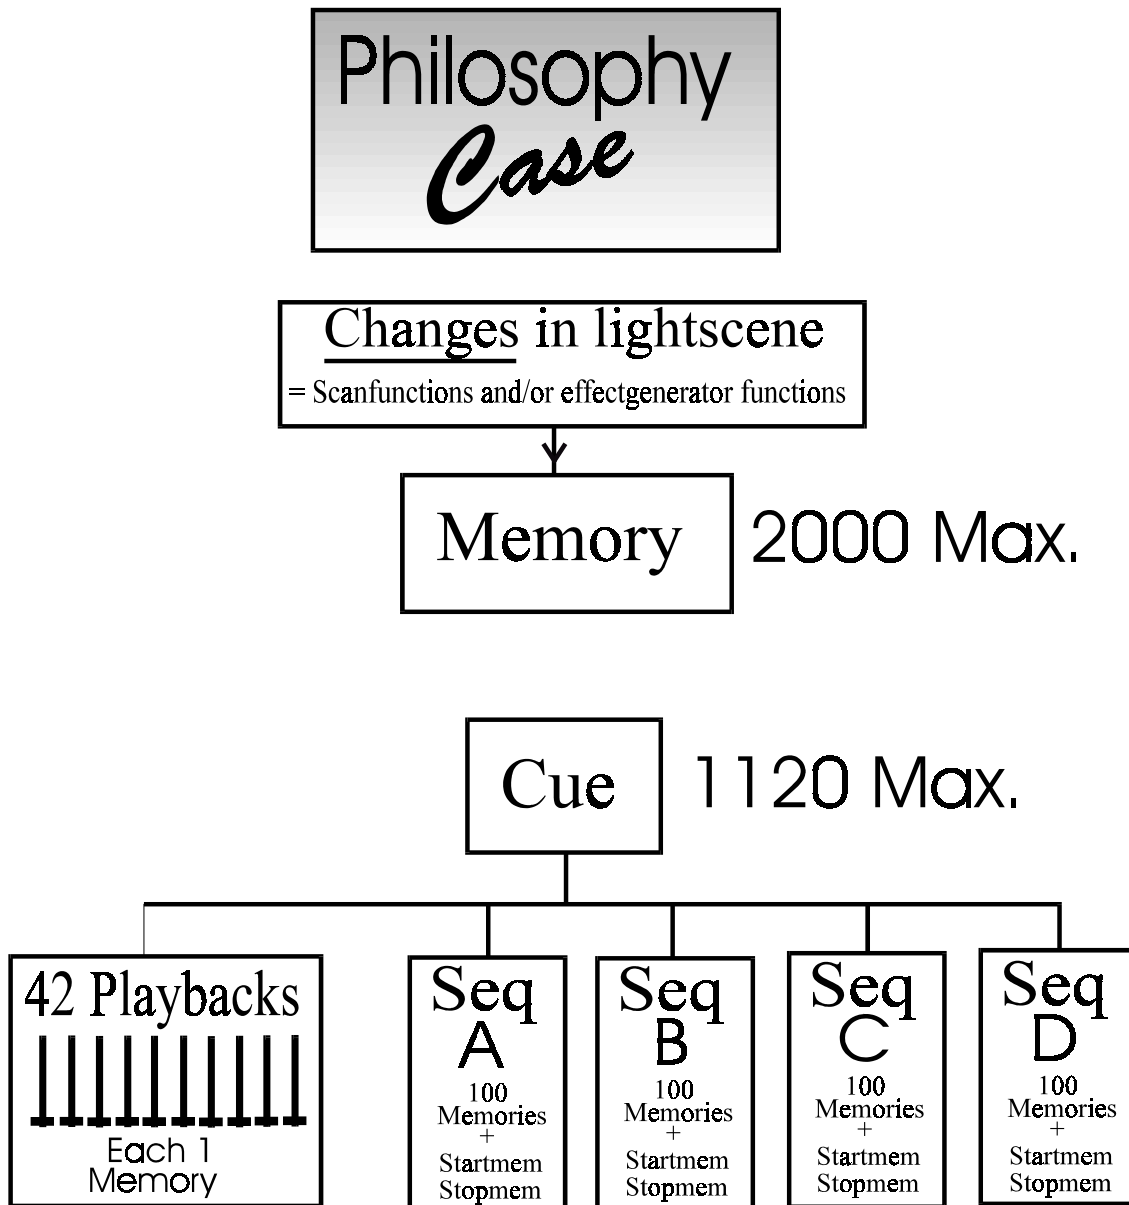 Philosophy
Case
Changes in lightscene
= Scanfunctions and/or effectgenerator functions
Memory
2000 Max.
Cue
1120 Max.
42 Playbacks
Each 1
Memory
Seq
A
100
Memories
+
Startmem
Stopmem
Seq
B
100
Memories
+
Startmem
Stopmem
Seq
C
100
Memories
+
Startmem
Stopmem
Seq
D
100
Memories
+
Startmem
Stopmem